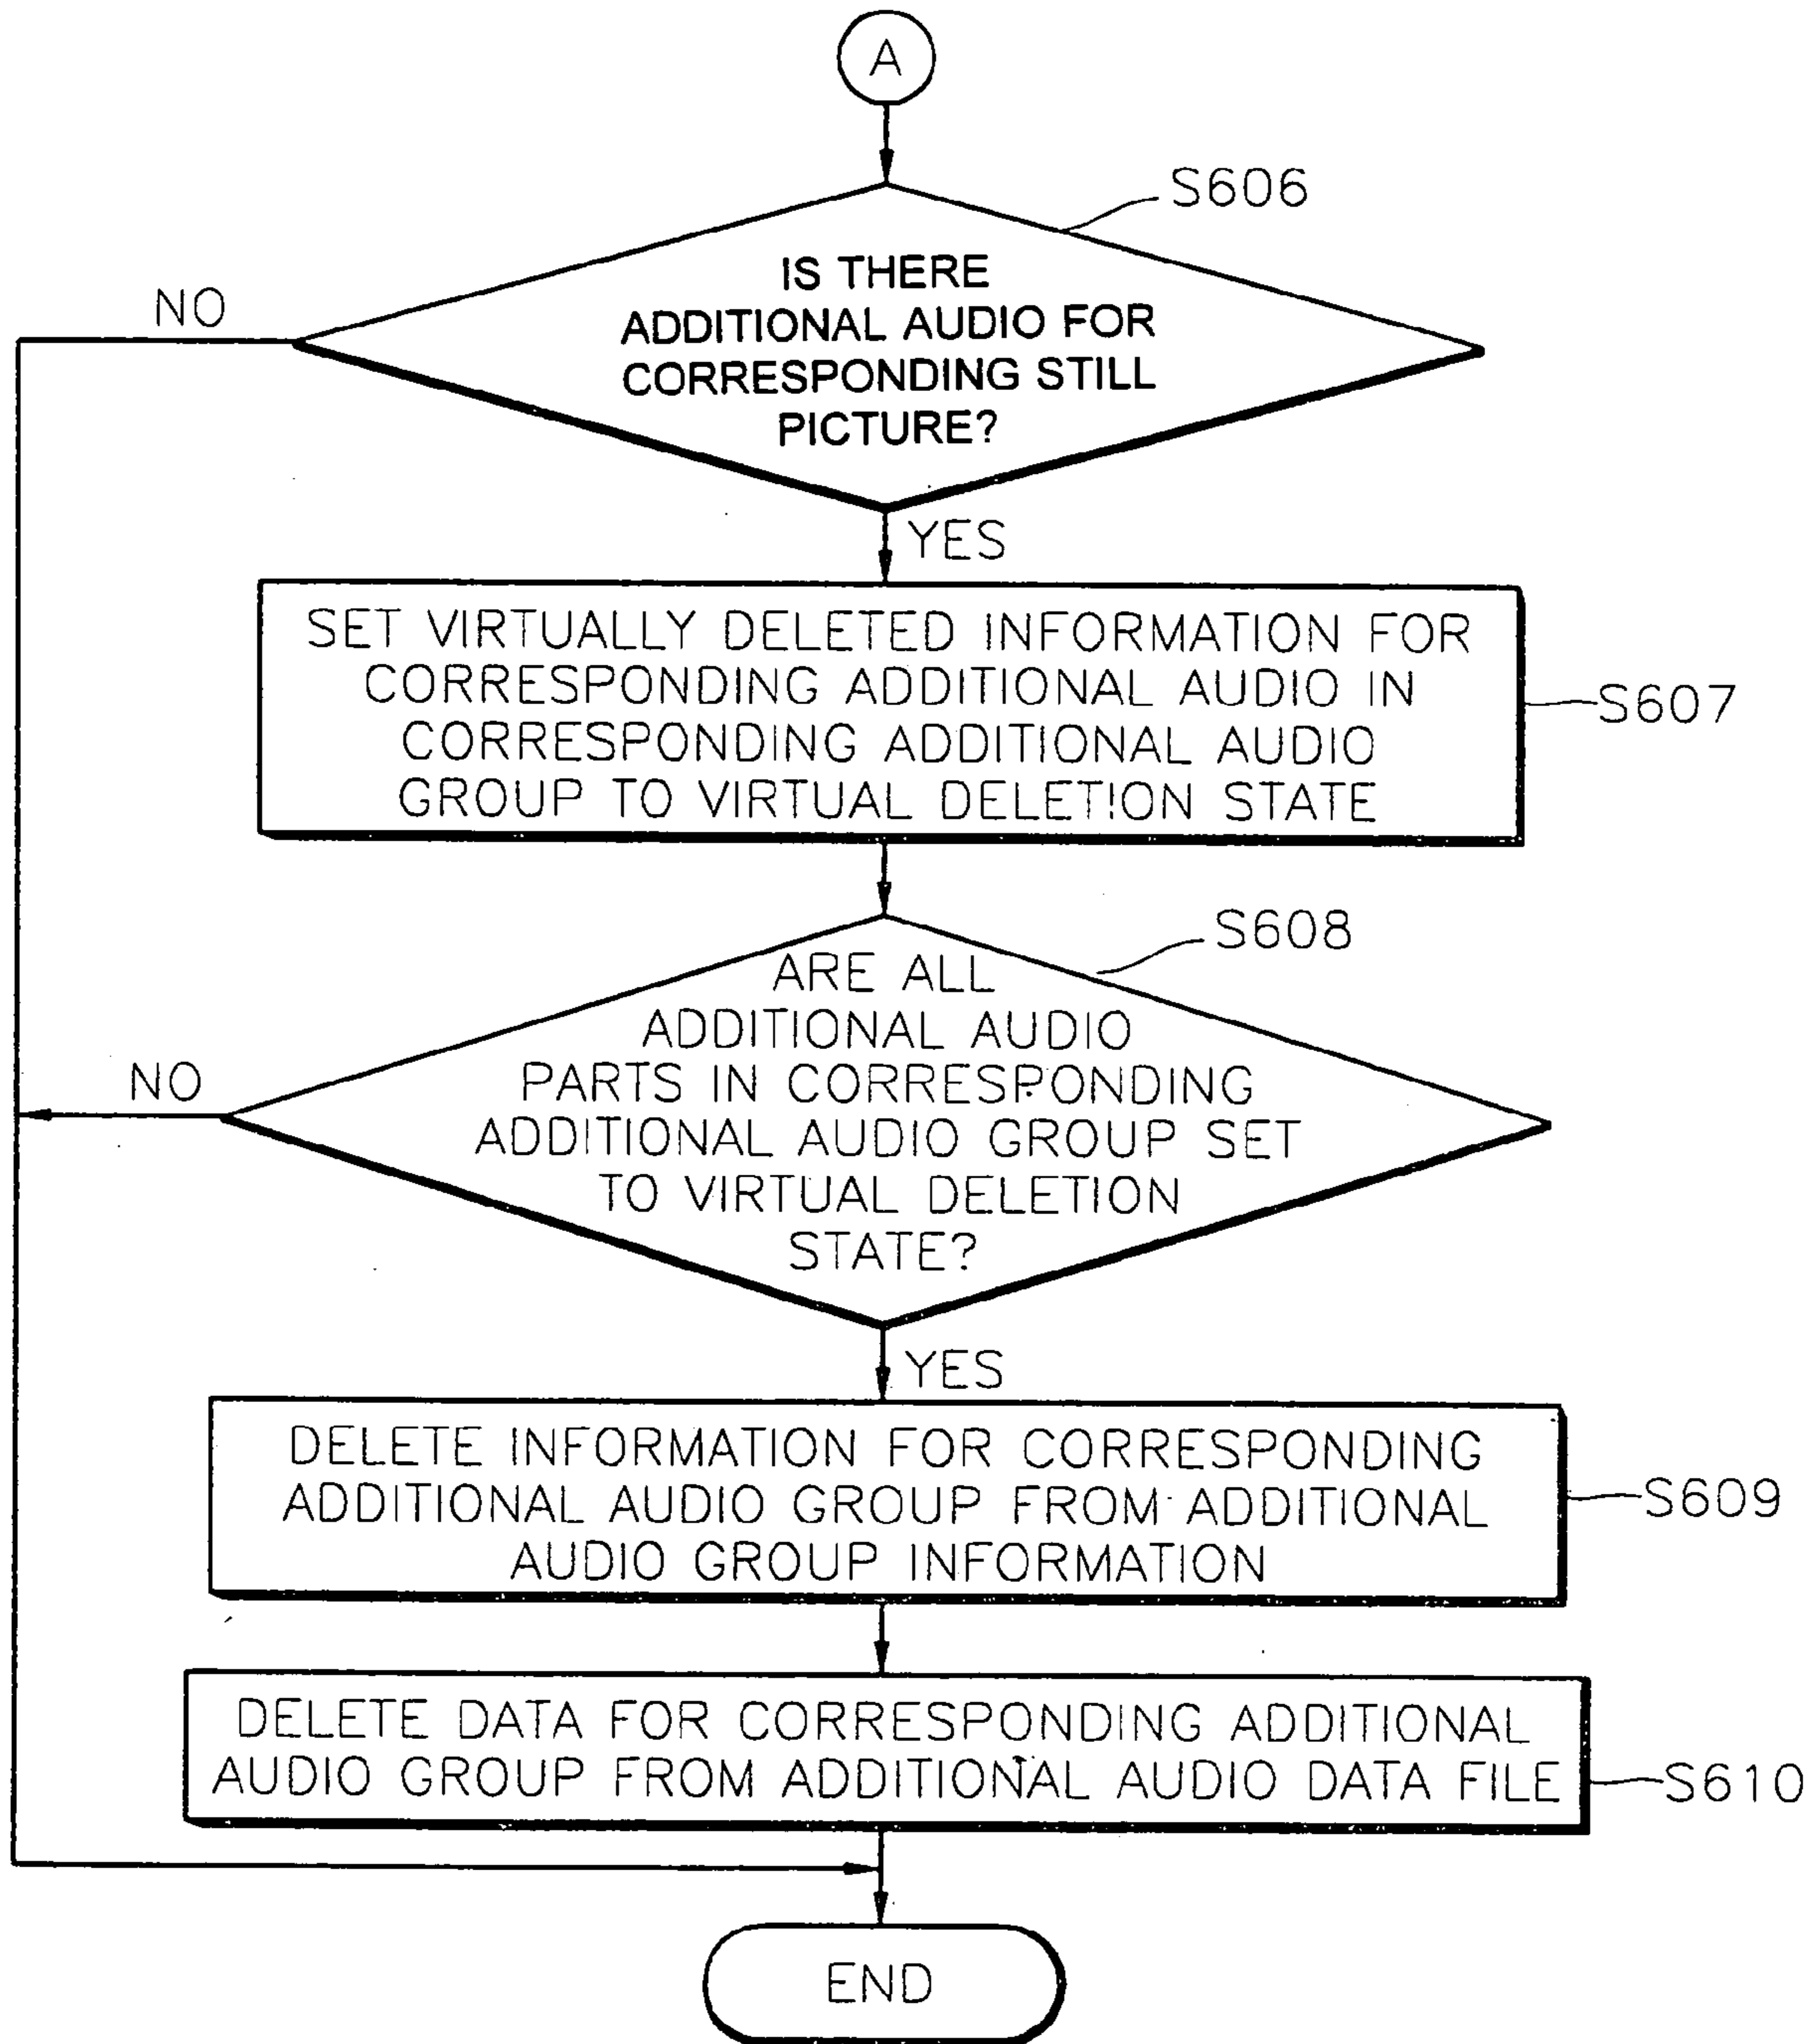 A
S606
IS THERE
ADDITIONAL AUDIO FOR
CORRESPONDING STILL
PICTURE?
NO
YES
SET VIRTUALLY DELETED INFORMATION FOR
CORRESPONDING ADDITIONAL AUDIO IN
CORRESPONDING ADDITIONAL AUDIO
GROUP TO VIRTUAL DELETION STATE
S607
S608
ARE ALL
ADDITIONAL AUDIO
PARTS IN CORRESPONDING
ADDITIONAL AUDIO GROUP SET
TO VIRTUAL DELETION
STATE?
NO
YES
DELETE INFORMATION FOR CORRESPONDING
ADDITIONAL AUDIO GROUP FROM ADDITIONAL
AUDIO GROUP INFORMATION
S609
DELETE DATA FOR CORRESPONDING ADDITIONAL
AUDIO GROUP FROM ADDITIONAL AUDIO DATA FILE
S610
END